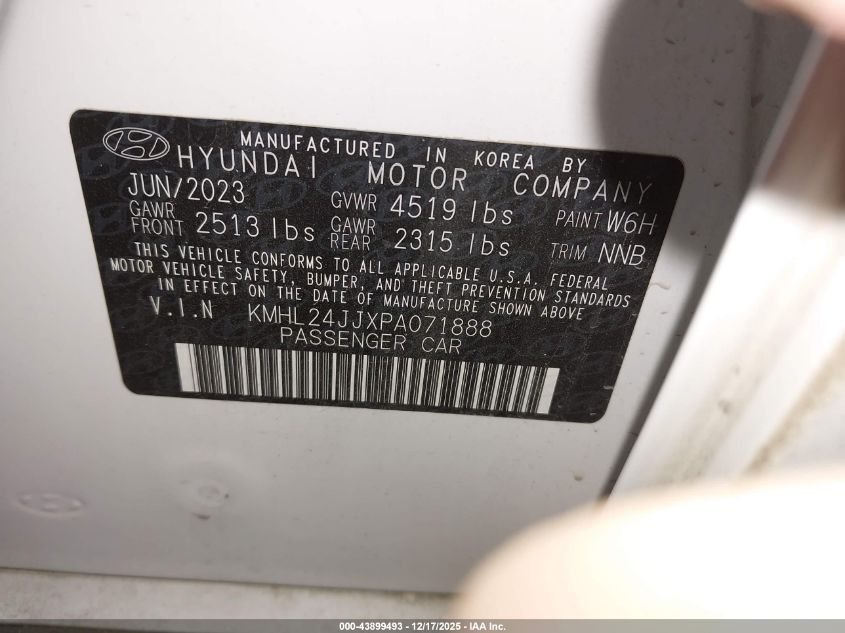 MANUFACTURED IN KOREA BY
HYUNDAI MOTOR COMPANY
JUN/2023 GVWR 4519 lbs PAINT W6H
GAWR FRONT 2513 lbs GAWR REAR 2315 lbs TRIM NNB
THIS VEHICLE CONFORMS TO ALL APPLICABLE U.S.A. FEDERAL
MOTOR VEHICLE SAFETY, BUMPER, AND THEFT PREVENTION STANDARDS
IN EFFECT ON THE DATE OF MANUFACTURE SHOWN ABOVE
V.I.N KMHL24JJXPA071888
PASSENGER CAR
000-43899493 - 12/17/2025 - IAA Inc.